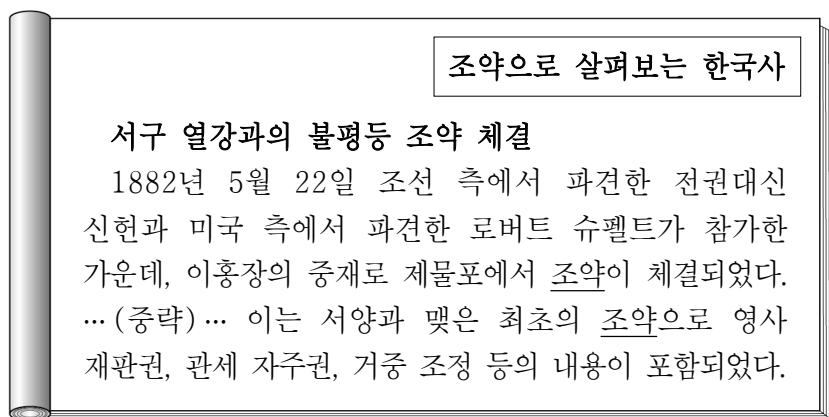 조약으로 살펴보는 한국사
서구 열강과의 불평등 조약 체결
1882년 5월 22일 조선 측에서 파견한 전권대신
신헌과 미국 측에서 파견한 로버트 슈펠트가 참가한
가운데, 이홍장의 중재로 제물포에서 조약이 체결되었다.
…(중략)… 이는 서양과 맺은 최초의 조약으로 영사
재판권, 관세 자주권, 거중 조정 등의 내용이 포함되었다.